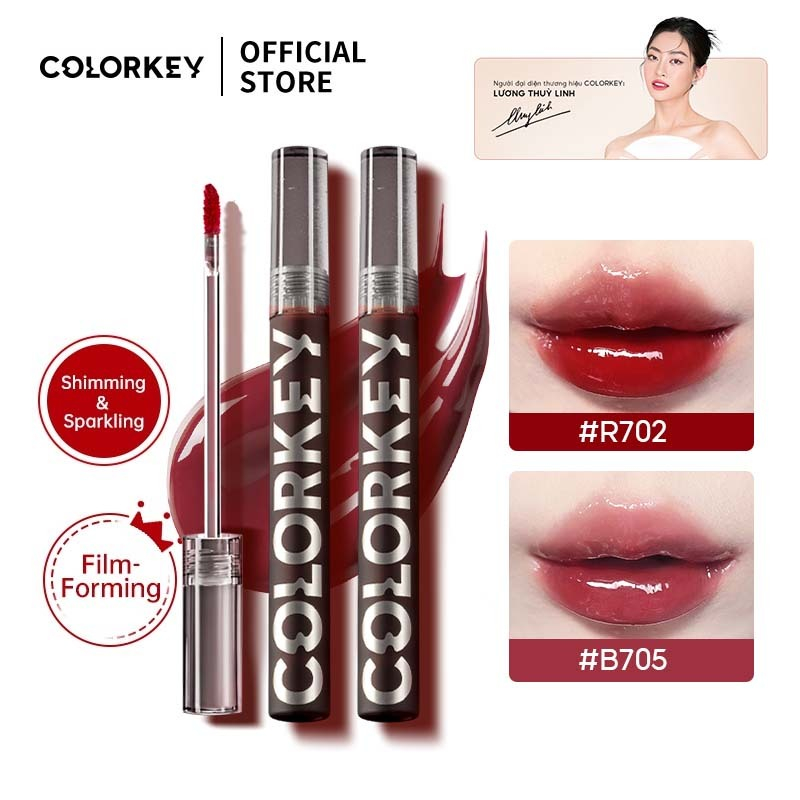 COLORKEY
OFFICIAL
STORE
Người đại diện thương hiệu COLORKEY:
LƯƠNG THUỲ LINH
Shimming
&
Sparkling
Film-
Forming
COLORKEY
COLORKEY
#R702
#B705